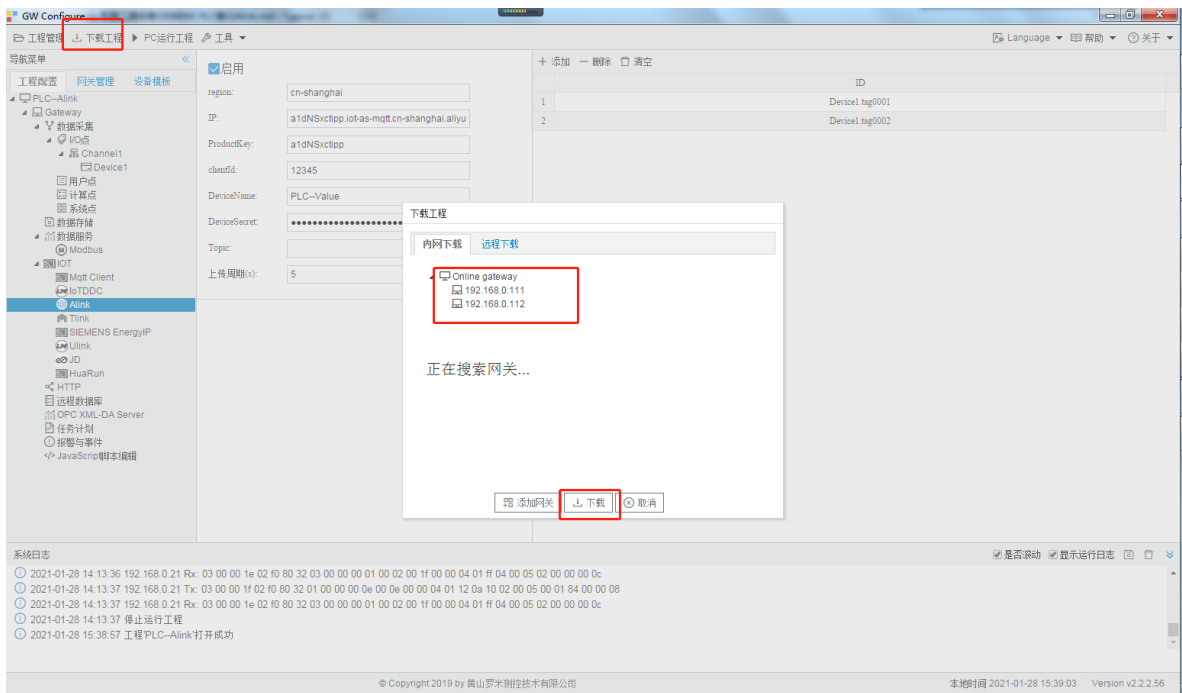 GW Configure
工程管理 下载工程 PC运行工程 工具 Language 帮助 关于
导航菜单
工程配置 网关管理 设备模板
PLC--Alink
Gateway
数据采集
I/O点
Channel1
Device1
用户点
计算点
系统点
数据存储
数据服务
Modbus
IOT
Mqtt Client
IoTDDC
Alink
Tlink
SIEMENS EnergyIP
Ulink
JD
HuaRun
HTTP
远程数据库
OPC XML-DA Server
任务计划
报警与事件
JavaScript脚本编辑
启用
region: cn-shanghai
IP: a1dNSxctipp.iot-as-mqtt.cn-shanghai.aliyu
ProductKey: a1dNSxctipp
clientId: 12345
DeviceName: PLC--Value
DeviceSecret: ●●●●●●●●●●●●●●●●●●●●●
Topic:
上传周期(s): 5
添加 删除 清空
ID
1 Device1.tag0001
2 Device1.tag0002
下载工程
内网下载 远程下载
Online gateway
192.168.0.111
192.168.0.112
正在搜索网关...
添加网关 下载 取消
系统日志 是否滚动 显示运行日志
2021-01-28 14:13:36 192.168.0.21 Rx: 03 00 00 1e 02 f0 80 32 03 00 00 00 01 00 02 00 1f 00 00 04 01 ff 04 00 05 02 00 00 00 0c
2021-01-28 14:13:37 192.168.0.21 Tx: 03 00 00 1f 02 f0 80 32 01 00 00 00 0e 00 0e 00 00 04 01 12 0a 10 02 00 05 00 01 84 00 00 08
2021-01-28 14:13:37 192.168.0.21 Rx: 03 00 00 1e 02 f0 80 32 03 00 00 00 01 00 02 00 1f 00 00 04 01 ff 04 00 05 02 00 00 00 0c
2021-01-28 14:13:37 停止运行工程
2021-01-28 15:38:57 工程'PLC--Alink'打开成功
© Copyright 2019 by 黄山罗米测控技术有限公司 本地时间 2021-01-28 15:39:03 Version v2.2.2.56